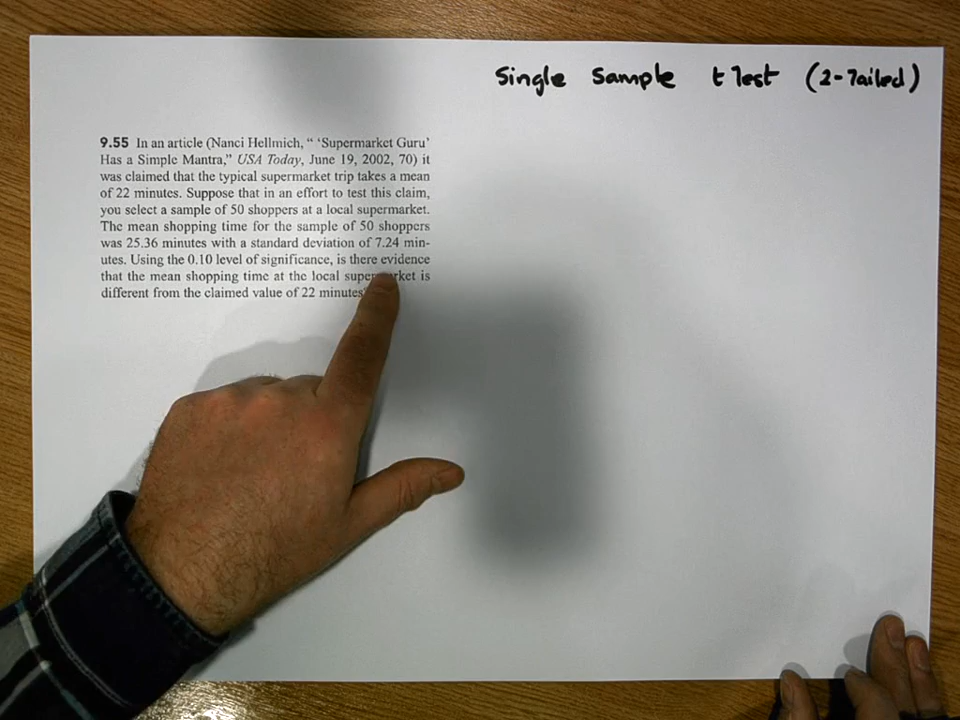 Single Sample t Test (2-Tailed)
9.55 In an article (Nanci Hellmich, “ ‘Supermarket Guru’
Has a Simple Mantra,” USA Today, June 19, 2002, 70) it
was claimed that the typical supermarket trip takes a mean
of 22 minutes. Suppose that in an effort to test this claim,
you select a sample of 50 shoppers at a local supermarket.
The mean shopping time for the sample of 50 shoppers
was 25.36 minutes with a standard deviation of 7.24 min-
utes. Using the 0.10 level of significance, is there evidence
that the mean shopping time at the local supermarket is
different from the claimed value of 22 minutes